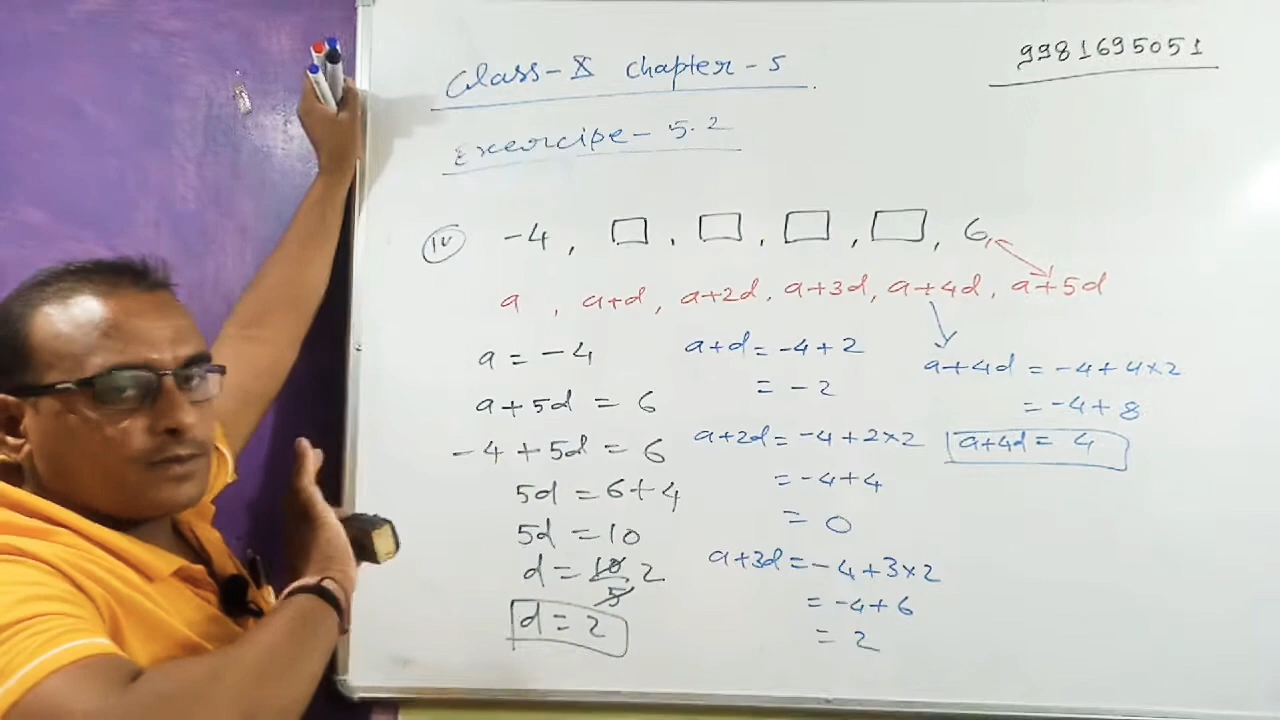 Class-X chapter-5
9981695051
Exercise-5.2
(iv) -4, □, □, □, □, 6
a, a+d, a+2d, a+3d, a+4d, a+5d
a = -4
a+5d = 6
-4+5d = 6
5d = 6+4
5d = 10
d = 10/5 2
d = 2
a+d = -4+2
= -2
a+2d = -4+2×2
= -4+4
= 0
a+3d = -4+3×2
= -4+6
= 2
a+4d = -4+4×2
= -4+8
a+4d = 4